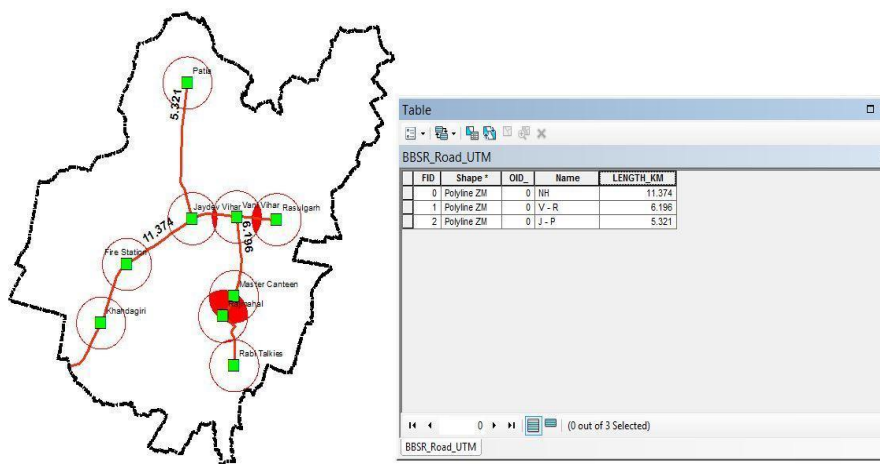 Patia
5.321
Jaydev Vihar
Vani Vihar
Rasulgarh
11.374
6.196
Fire Station
Master Canteen
Khandagiri
Rajmahal
Rabi Talkies
Table
BBSR_Road_UTM
FID Shape * OID_ Name LENGTH_KM
0 Polyline ZM 0 NH 11.374
1 Polyline ZM 0 V - R 6.196
2 Polyline ZM 0 J - P 5.321
0 (0 out of 3 Selected)
BBSR_Road_UTM